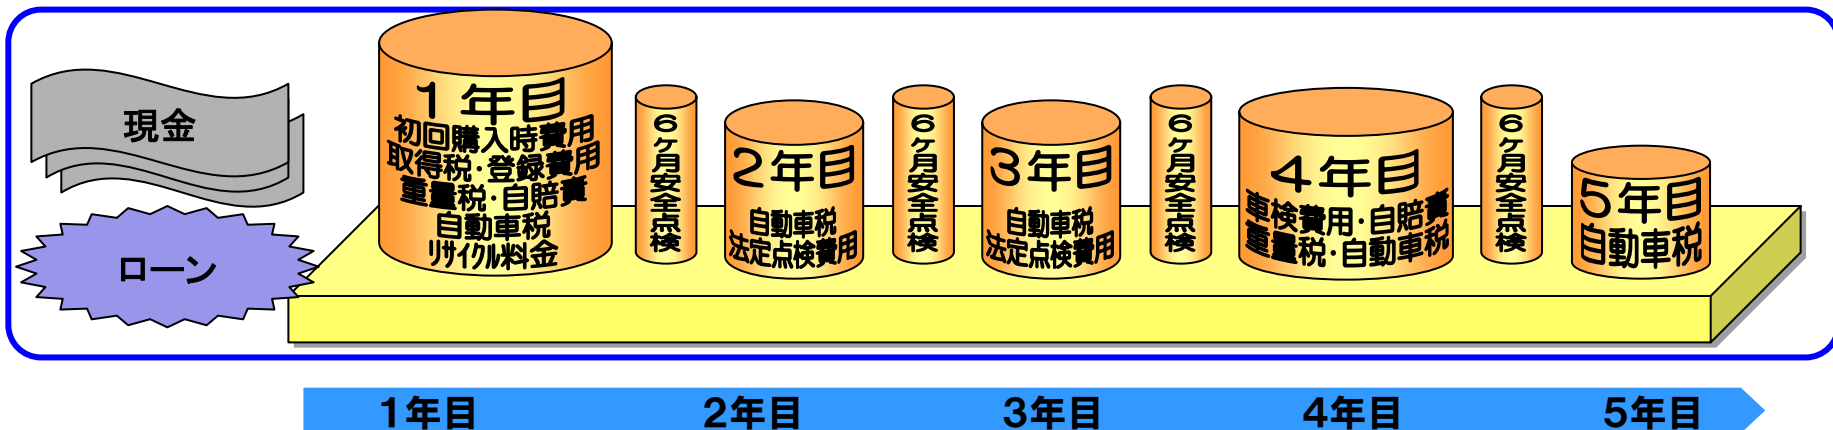 現金
ローン
１年目
初回購入時費用
取得税・登録費用
重量税・自賠責
自動車税
リサイクル料金
６ヶ月安全点検
２年目
自動車税
法定点検費用
６ヶ月安全点検
３年目
自動車税
法定点検費用
６ヶ月安全点検
４年目
車検費用・自賠責
重量税・自動車税
６ヶ月安全点検
５年目
自動車税
１年目 ２年目 ３年目 ４年目 ５年目